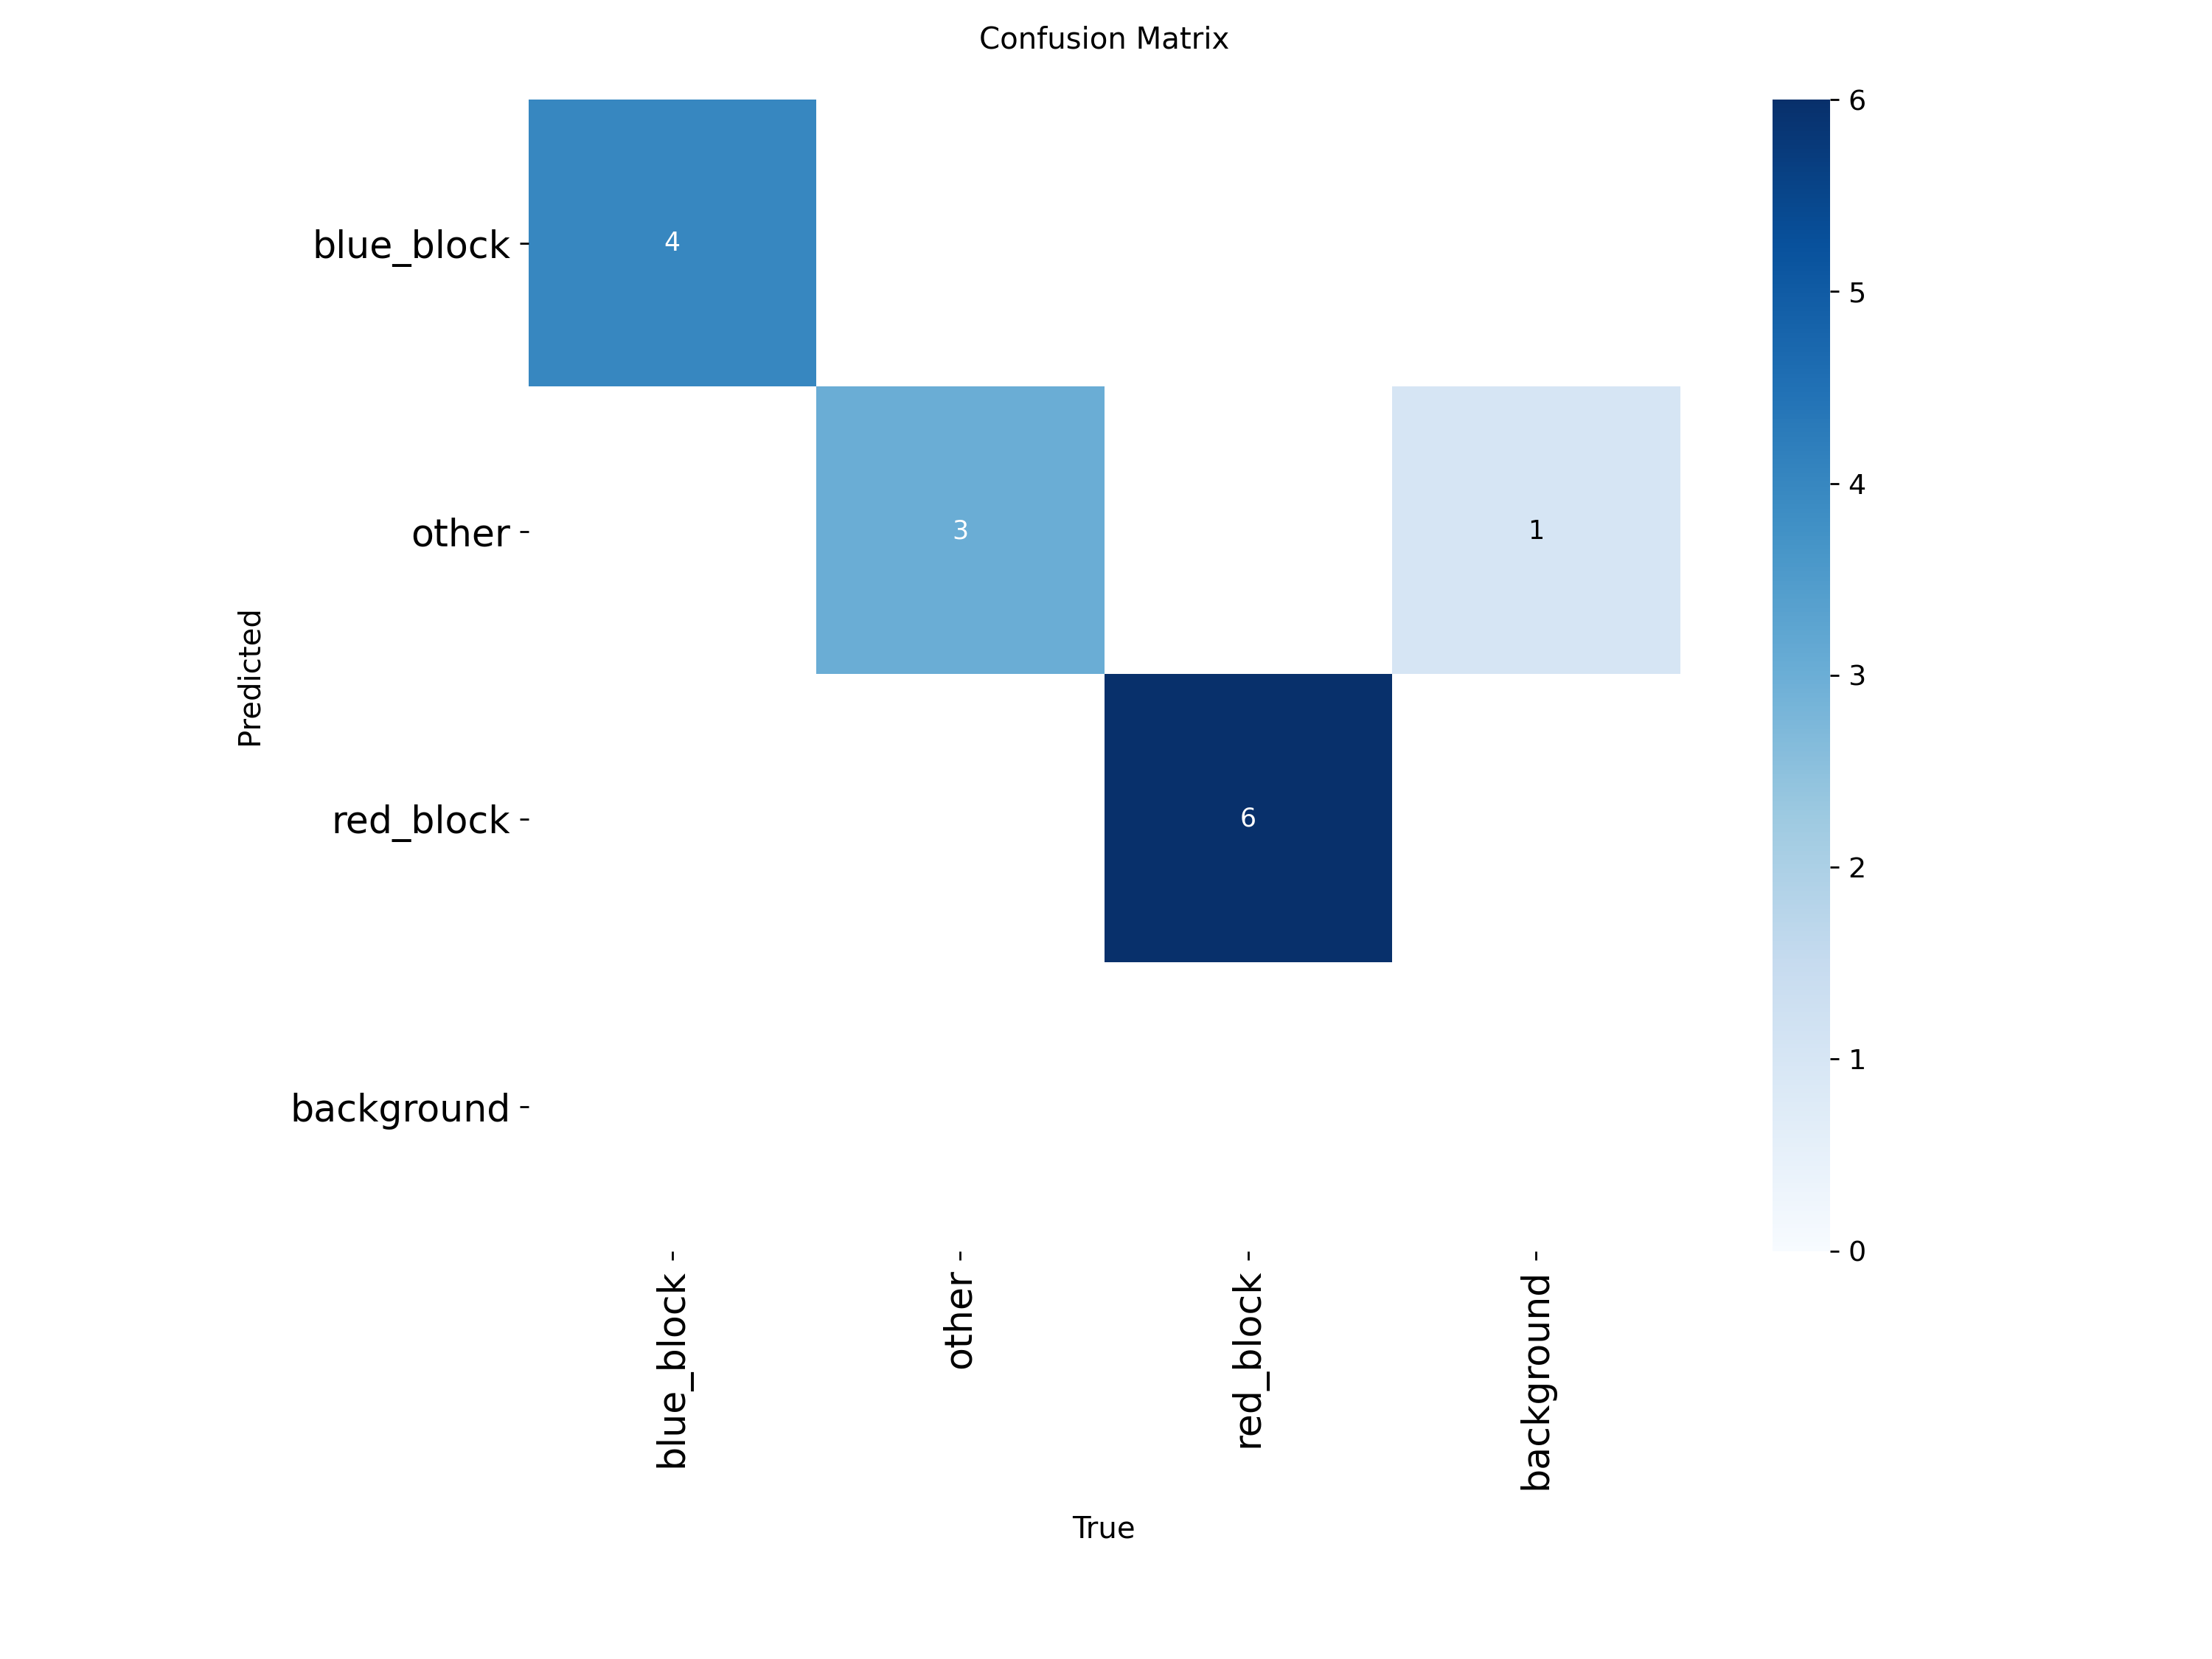 Confusion Matrix
blue_block
other
red_block
background
Predicted
4
3
1
6
blue_block
other
red_block
background
True
6
5
4
3
2
1
0